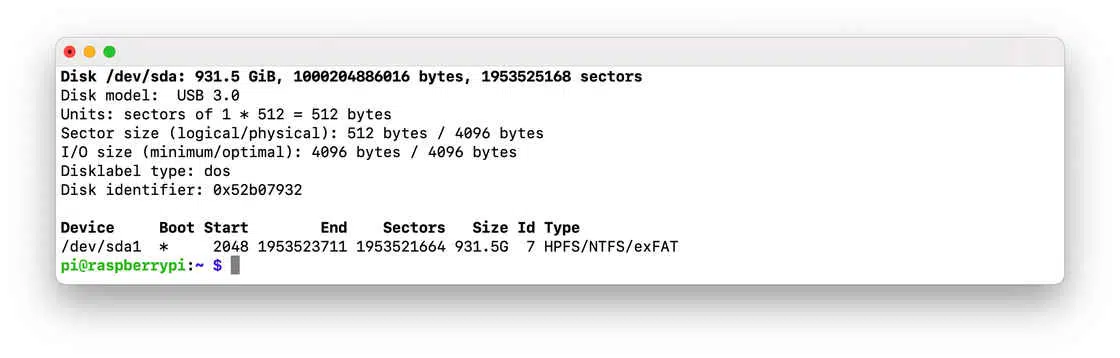 Disk /dev/sda: 931.5 GiB, 1000204886016 bytes, 1953525168 sectors
Disk model:  USB 3.0
Units: sectors of 1 * 512 = 512 bytes
Sector size (logical/physical): 512 bytes / 4096 bytes
I/O size (minimum/optimal): 4096 bytes / 4096 bytes
Disklabel type: dos
Disk identifier: 0x52b07932
Device     Boot Start        End    Sectors   Size Id Type
/dev/sda1  *     2048 1953523711 1953521664 931.5G  7 HPFS/NTFS/exFAT
pi@raspberrypi:~ $